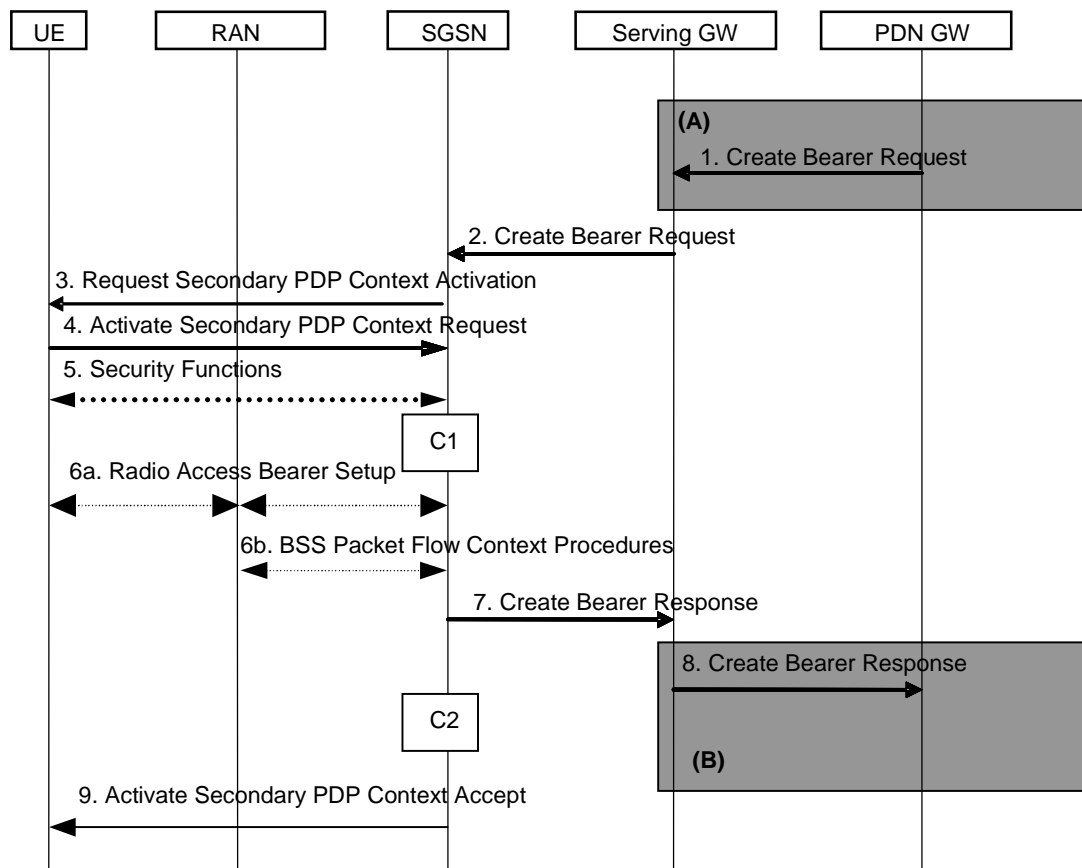 UE
RAN
SGSN
Serving GW
PDN GW
(A)
1. Create Bearer Request
2. Create Bearer Request
3. Request Secondary PDP Context Activation
4. Activate Secondary PDP Context Request
5. Security Functions
C1
6a. Radio Access Bearer Setup
6b. BSS Packet Flow Context Procedures
7. Create Bearer Response
8. Create Bearer Response
C2
(B)
9. Activate Secondary PDP Context Accept